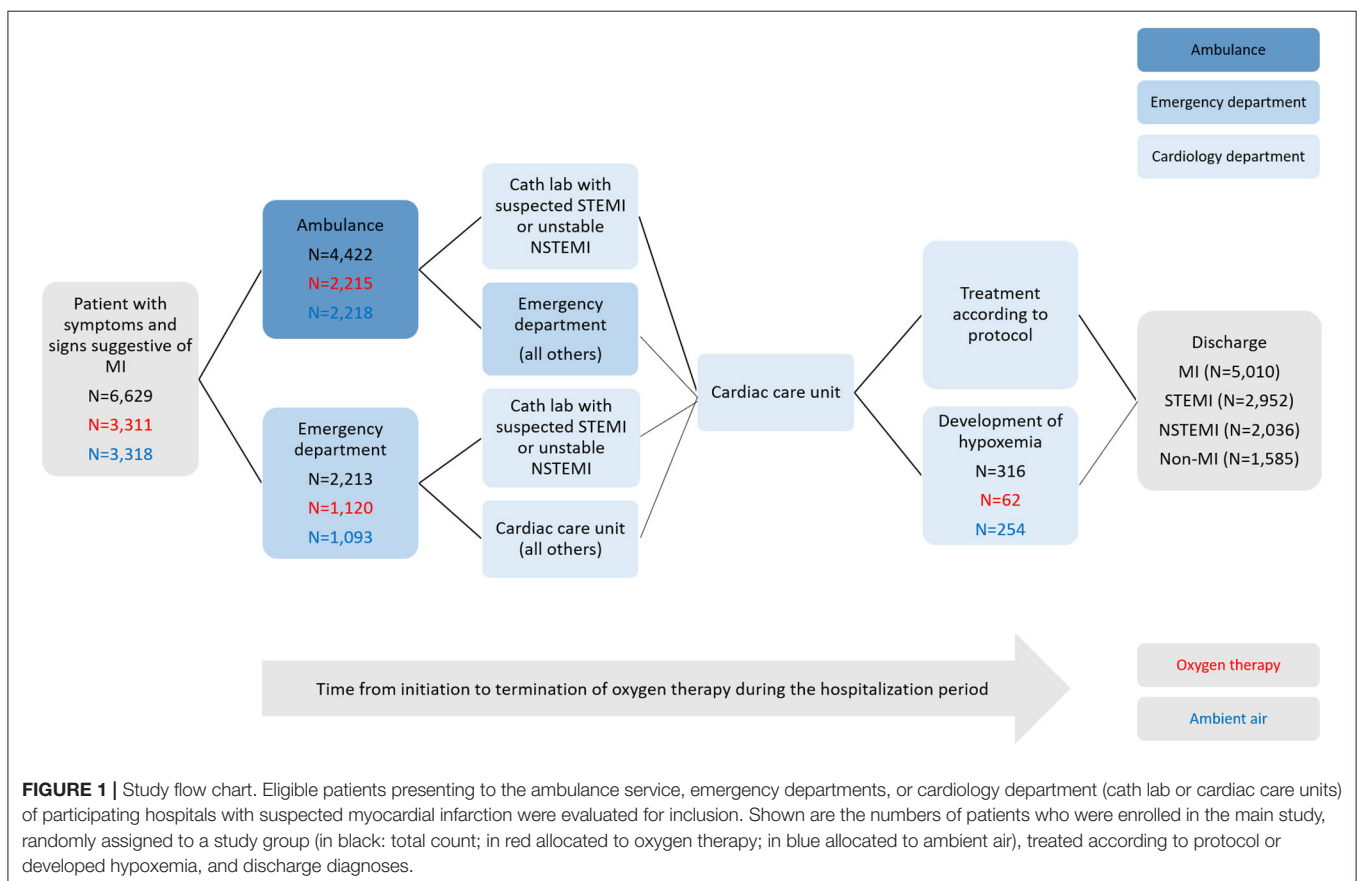 Ambulance
Emergency department
Cardiology department
Patient with
symptoms and
signs suggestive of
MI
N=6,629
N=3,311
N=3,318
Ambulance
N=4,422
N=2,215
N=2,218
Emergency
department
N=2,213
N=1,120
N=1,093
Cath lab with
suspected STEMI
or unstable
NSTEMI
Emergency
department
(all others)
Cath lab with
suspected STEMI
or unstable
NSTEMI
Cardiac care unit
(all others)
Cardiac care unit
Treatment
according to
protocol
Development of
hypoxemia
N=316
N=62
N=254
Discharge
MI (N=5,010)
STEMI (N=2,952)
NSTEMI (N=2,036)
Non-MI (N=1,585)
Time from initiation to termination of oxygen therapy during the hospitalization period
Oxygen therapy
Ambient air
FIGURE 1 | Study flow chart. Eligible patients presenting to the ambulance service, emergency departments, or cardiology department (cath lab or cardiac care units)
of participating hospitals with suspected myocardial infarction were evaluated for inclusion. Shown are the numbers of patients who were enrolled in the main study,
randomly assigned to a study group (in black: total count; in red allocated to oxygen therapy; in blue allocated to ambient air), treated according to protocol or
developed hypoxemia, and discharge diagnoses.